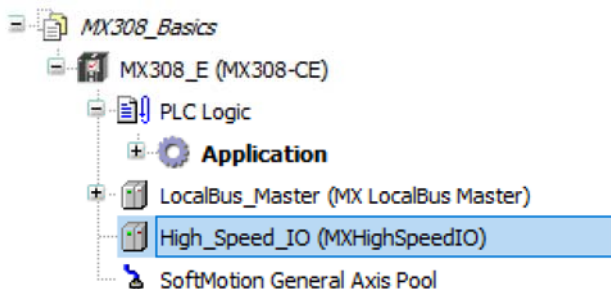 MX308_Basics
MX308_E (MX308-CE)
PLC Logic
Application
LocalBus_Master (MX LocalBus Master)
High_Speed_IO (MXHighSpeedIO)
SoftMotion General Axis Pool